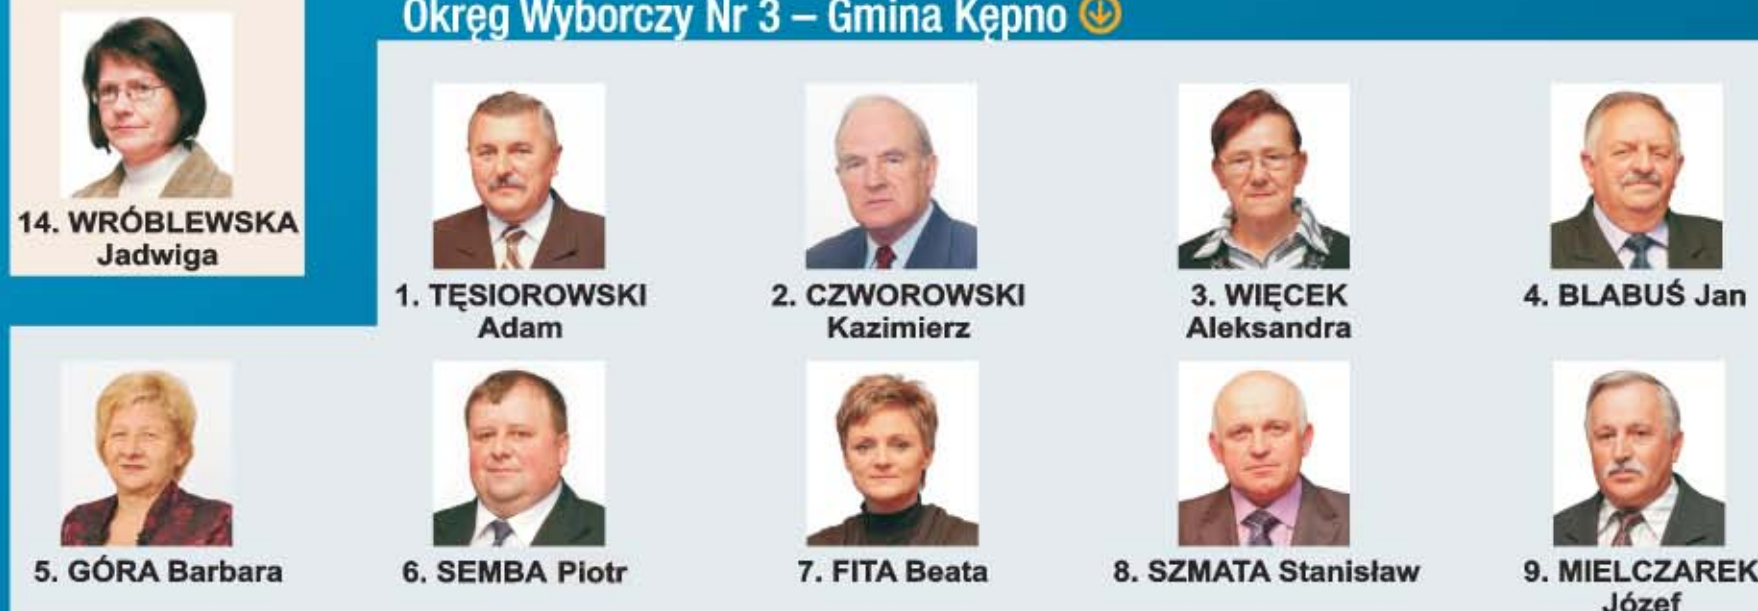 Okręg Wyborczy Nr 3 – Gmina Kępno
14. WRÓBLEWSKA
Jadwiga
1. TĘSIOROWSKI
Adam
2. CZWOROWSKI
Kazimierz
3. WIĘCEK
Aleksandra
4. BLABUŚ Jan
5. GÓRA Barbara
6. SEMBA Piotr
7. FITA Beata
8. SZMATA Stanisław
9. MIELCZAREK
Józef